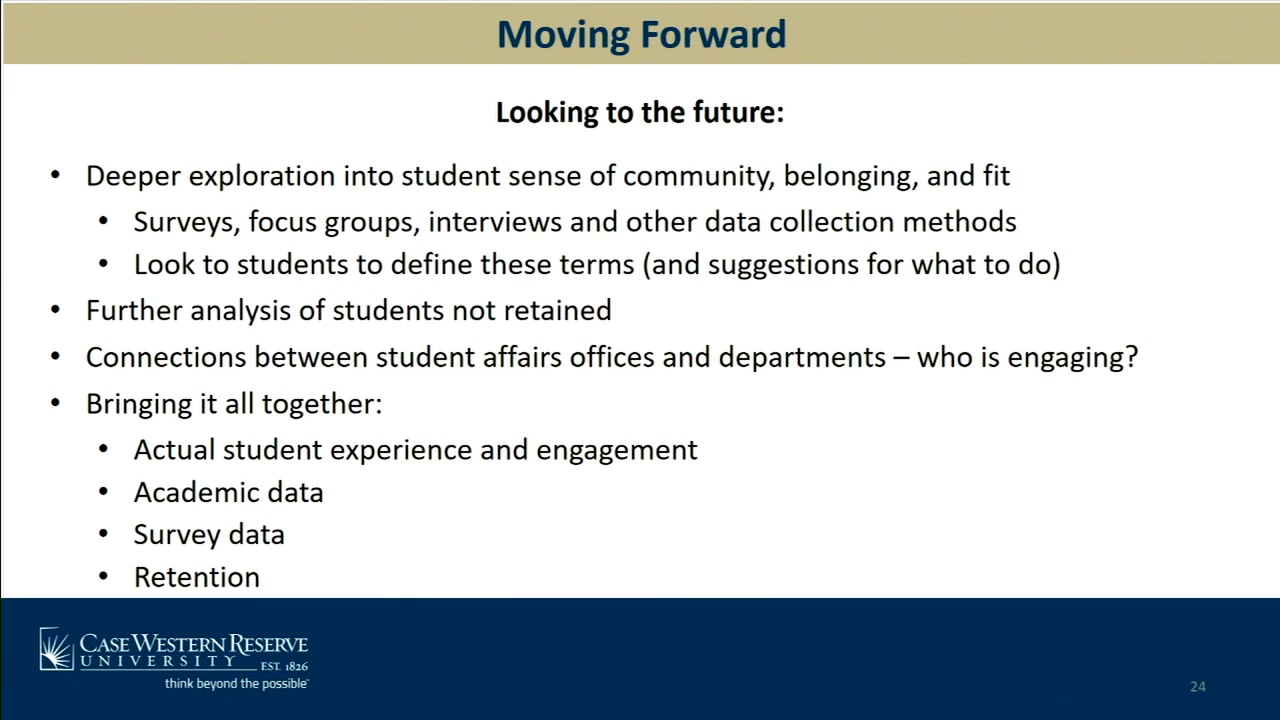 Moving Forward
Looking to the future:
• Deeper exploration into student sense of community, belonging, and fit
• Surveys, focus groups, interviews and other data collection methods
• Look to students to define these terms (and suggestions for what to do)
• Further analysis of students not retained
• Connections between student affairs offices and departments – who is engaging?
• Bringing it all together:
• Actual student experience and engagement
• Academic data
• Survey data
• Retention
CASE WESTERN RESERVE
UNIVERSITY EST. 1826
think beyond the possible™
24